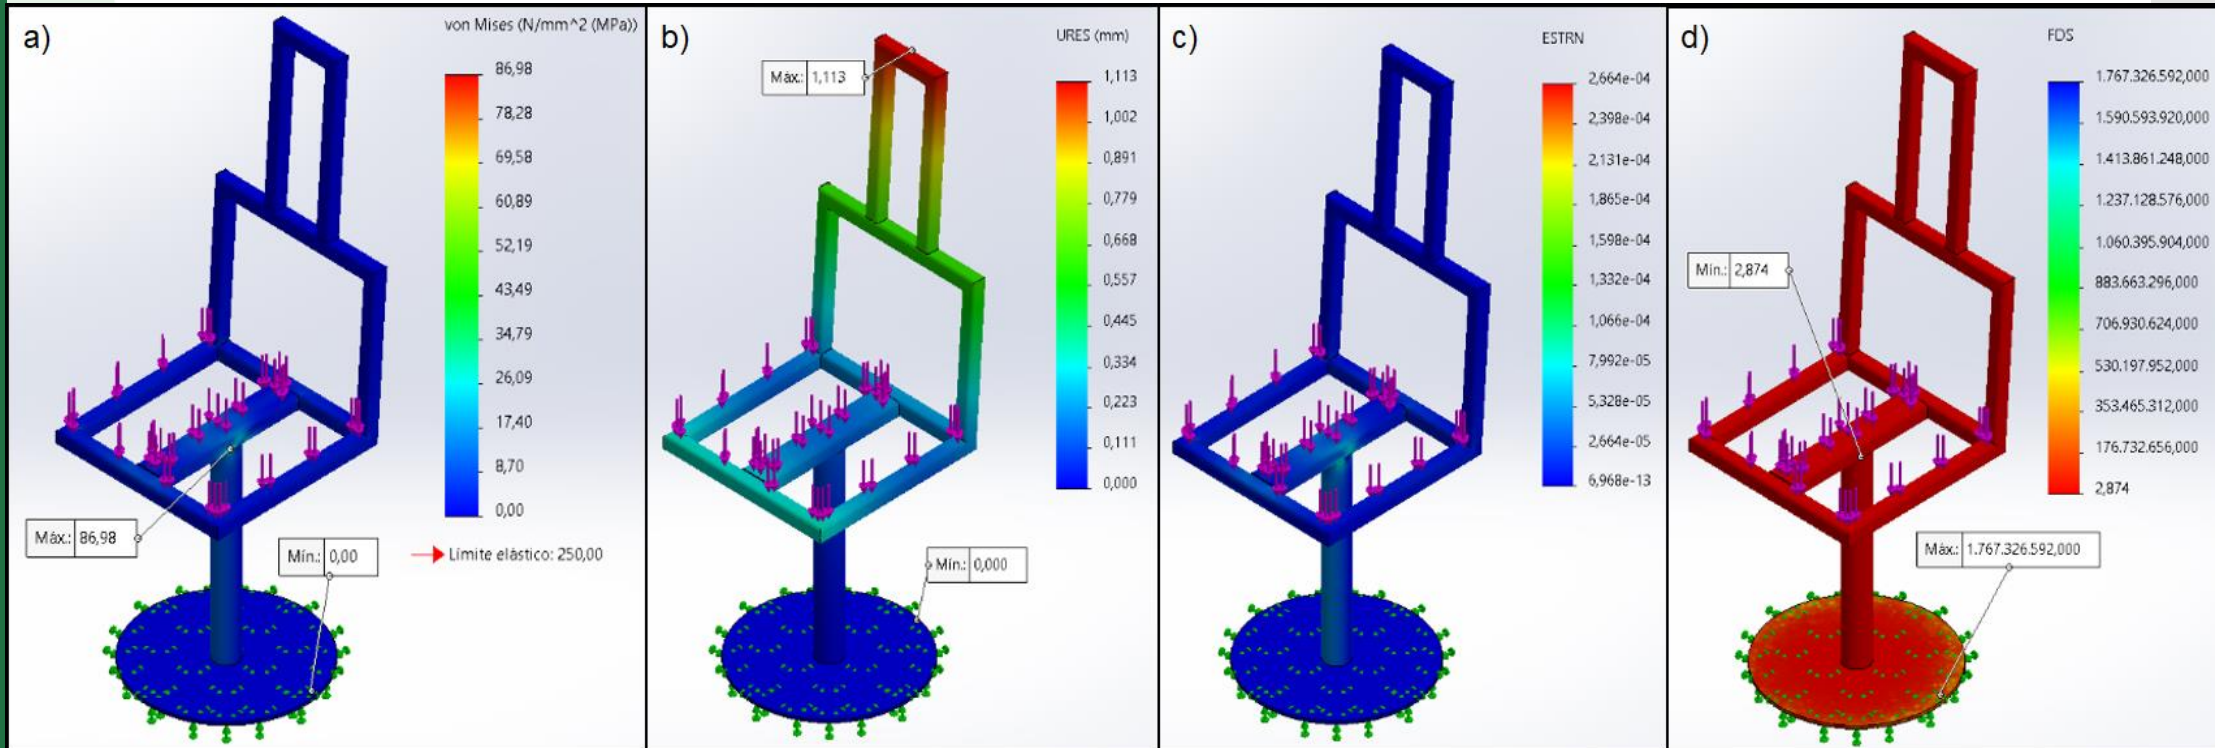 a)
von Mises (N/mm^2 (MPa))
86,98
78,28
69,58
60,89
52,19
43,49
34,79
26,09
17,40
8,70
0,00
Límite elástico: 250,00
Máx.: 86,98
Mín.: 0,00
b)
URES (mm)
1,113
1,002
0,891
0,779
0,668
0,557
0,445
0,334
0,223
0,111
0,000
Máx.: 1,113
Mín.: 0,000
c)
ESTRN
2,664e-04
2,398e-04
2,131e-04
1,865e-04
1,598e-04
1,332e-04
1,066e-04
7,992e-05
5,328e-05
2,664e-05
6,968e-13
d)
FDS
1.767.326.592,000
1.590.593.920,000
1.413.861.248,000
1.237.128.576,000
1.060.395.904,000
883.663.296,000
706.930.624,000
530.197.952,000
353.465.312,000
176.732.656,000
2,874
Mín.: 2,874
Máx.: 1.767.326.592,000